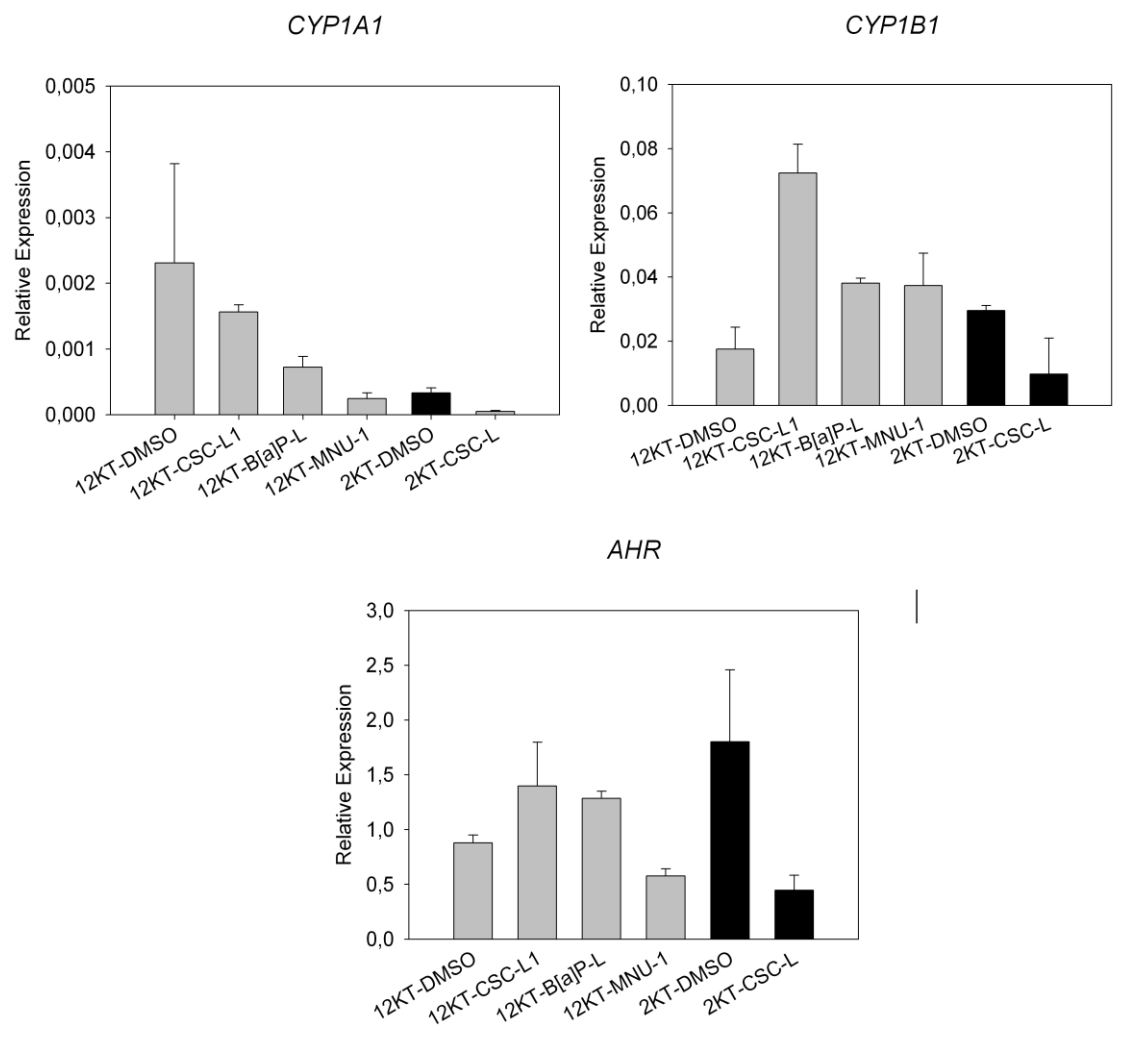 CYP1A1
CYP1B1
Relative Expression
0,005
0,004
0,003
0,002
0,001
0,000
12KT-DMSO
12KT-CSC-L1
12KT-B[a]P-L
12KT-MNU-1
2KT-DMSO
2KT-CSC-L
Relative Expression
0,10
0,08
0,06
0,04
0,02
0,00
12KT-DMSO
12KT-CSC-L1
12KT-B[a]P-L
12KT-MNU-1
2KT-DMSO
2KT-CSC-L
AHR
Relative Expression
3,0
2,5
2,0
1,5
1,0
0,5
0,0
12KT-DMSO
12KT-CSC-L1
12KT-B[a]P-L
12KT-MNU-1
2KT-DMSO
2KT-CSC-L